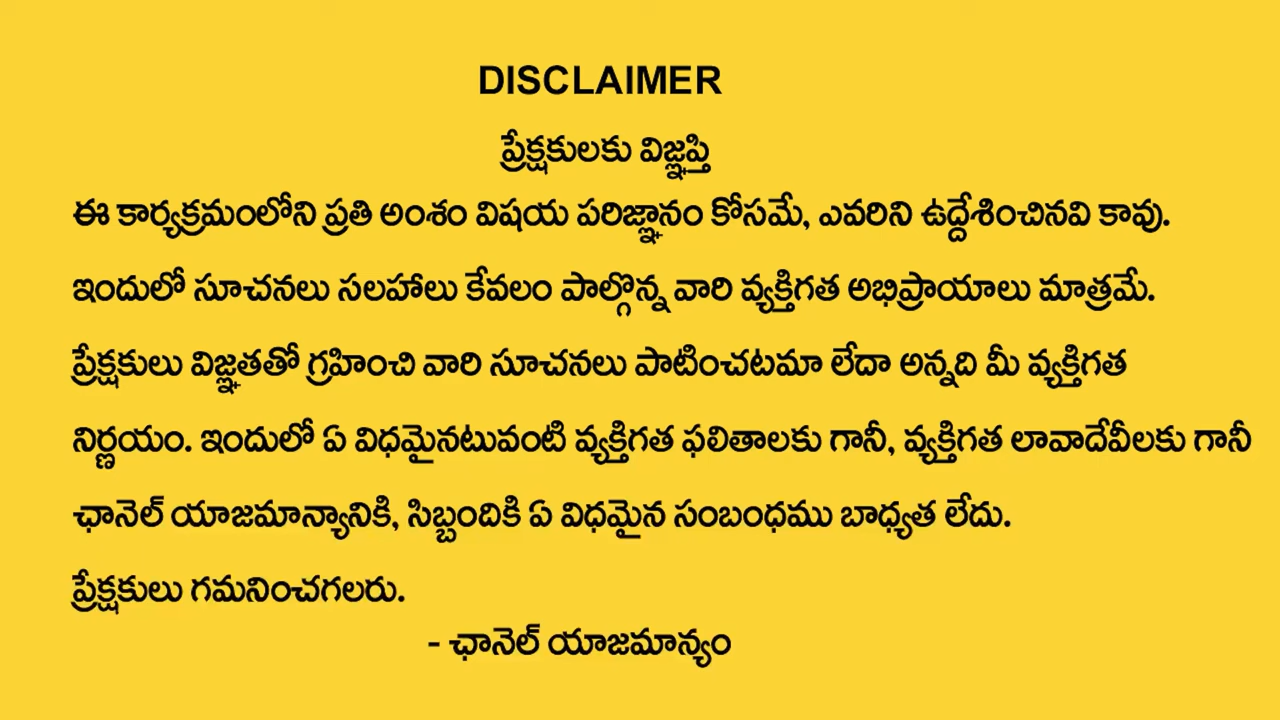 DISCLAIMER
ప్రేక్షకులకు విజ్ఞప్తి
ఈ కార్యక్రమంలోని ప్రతి అంశం విషయ పరిజ్ఞానం కోసమే, ఎవరిని ఉద్దేశించినవి కావు.
ఇందులో సూచనలు సలహాలు కేవలం పాల్గొన్న వారి వ్యక్తిగత అభిప్రాయాలు మాత్రమే.
ప్రేక్షకులు విజ్ఞతతో గ్రహించి వారి సూచనలు పాటించటమా లేదా అన్నది మీ వ్యక్తిగత
నిర్ణయం. ఇందులో ఏ విధమైనటువంటి వ్యక్తిగత ఫలితాలకు గానీ, వ్యక్తిగత లావాదేవీలకు గానీ
ఛానెల్ యాజమాన్యానికి, సిబ్బందికి ఏ విధమైన సంబంధము బాధ్యత లేదు.
ప్రేక్షకులు గమనించగలరు.
- ఛానెల్ యాజమాన్యం